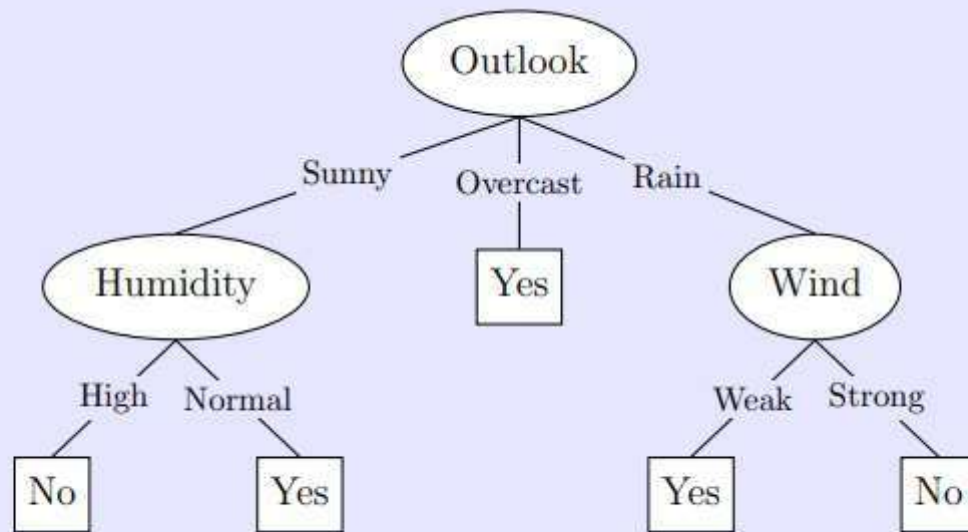 Outlook
Sunny
Overcast
Rain
Humidity
Yes
Wind
High
Normal
Weak
Strong
No
Yes
Yes
No